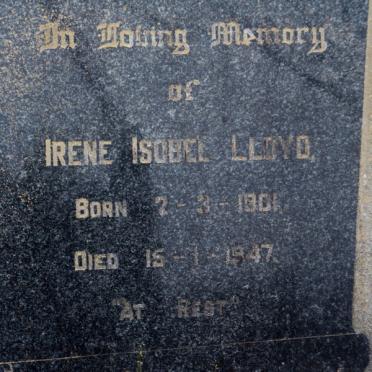 In Loving Memory
of
IRENE ISOBEL LLOYD.
BORN 7-3-1901.
DIED 15-1-1947.
"AT REST"